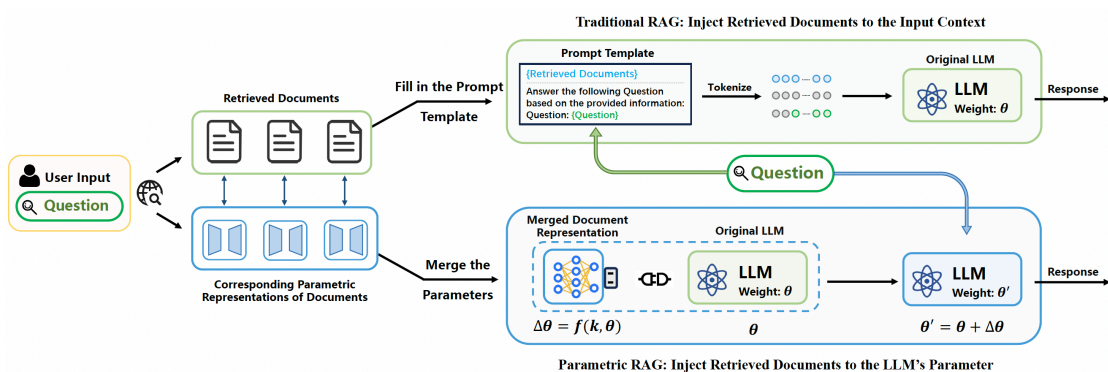 Traditional RAG: Inject Retrieved Documents to the Input Context
User Input
Question
Retrieved Documents
Corresponding Parametric
Representations of Documents
Fill in the Prompt
Template
Merge the
Parameters
Prompt Template
{Retrieved Documents}
Answer the following Question
based on the provided information:
Question: {Question}
Tokenize
Original LLM
LLM
Weight: θ
Response
Question
Merged Document
Representation
Δθ = f(k, θ)
Original LLM
LLM
Weight: θ
θ
LLM
Weight: θ′
θ′ = θ + Δθ
Response
Parametric RAG: Inject Retrieved Documents to the LLM's Parameter